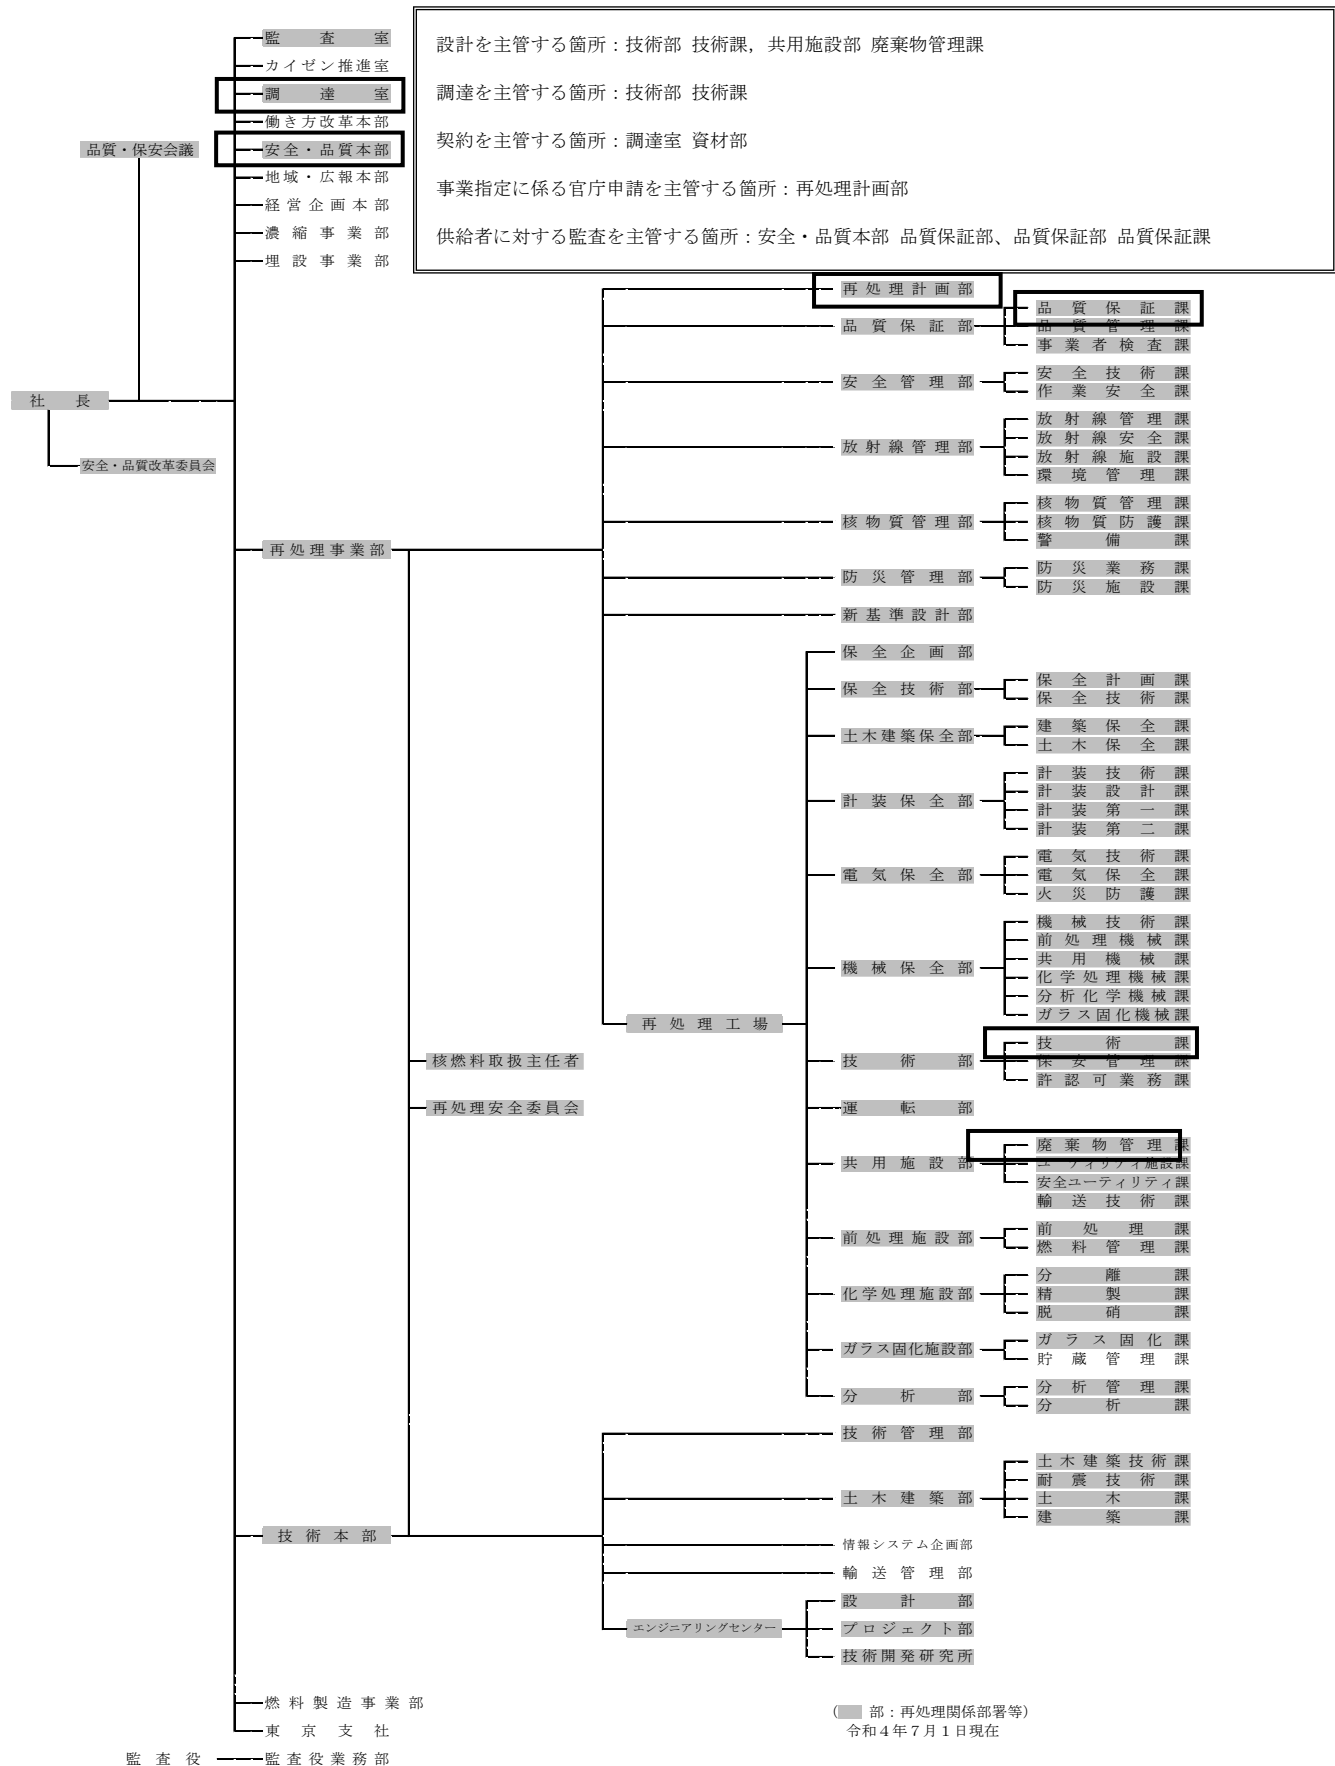 設計を主管する箇所：技術部 技術課，共用施設部 廃棄物管理課
調達を主管する箇所：技術部 技術課
契約を主管する箇所：調達室 資材部
事業指定に係る官庁申請を主管する箇所：再処理計画部
供給者に対する監査を主管する箇所：安全・品質本部 品質保証部、品質保証部 品質保証課
監査室
カイゼン推進室
調達室
働き方改革本部
品質・保安会議
安全・品質本部
地域・広報本部
経営企画本部
濃縮事業部
埋設事業部
社長
安全・品質改革委員会
再処理事業部
再処理計画部
品質保証部
品質保証課
品質管理課
事業者検査課
安全管理部
安全技術課
作業安全課
放射線管理部
放射線管理課
放射線安全課
放射線施設課
環境管理課
核物質管理部
核物質管理課
核物質防護課
警備課
防災管理部
防災業務課
防災施設課
新基準設計部
再処理工場
保全企画部
保全技術部
保全計画課
保全技術課
土木建築保全部
建築保全課
土木保全課
計装保全部
計装技術課
計装設計課
計装第一課
計装第二課
電気保全部
電気技術課
電気保全課
火災防護課
機械保全部
機械技術課
前処理機械課
共用機械課
化学処理機械課
分析化学機械課
ガラス固化機械課
技術部
技術課
保安管理課
許認可業務課
運転部
共用施設部
廃棄物管理課
ユーティリティ施設課
安全ユーティリティ課
輸送技術課
前処理施設部
前処理課
燃料管理課
化学処理施設部
分離課
精製課
脱硝課
ガラス固化施設部
ガラス固化課
貯蔵管理課
分析部
分析管理課
分析課
核燃料取扱主任者
再処理安全委員会
技術本部
技術管理部
土木建築部
土木建築技術課
耐震技術課
土木課
建築課
情報システム企画部
輸送管理部
エンジニアリングセンター
設計部
プロジェクト部
技術開発研究所
燃料製造事業部
東京支社
監査役
監査役業務部
（ 部：再処理関係部署等）
令和４年７月１日現在